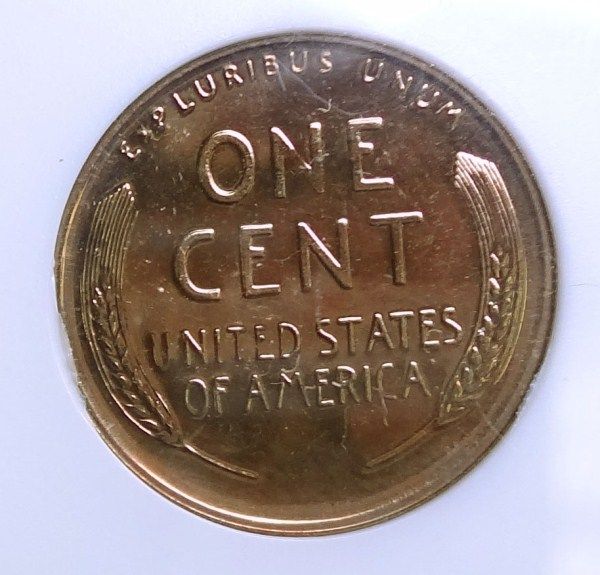 E PLURIBUS UNUM
ONE
CENT
UNITED STATES
OF AMERICA